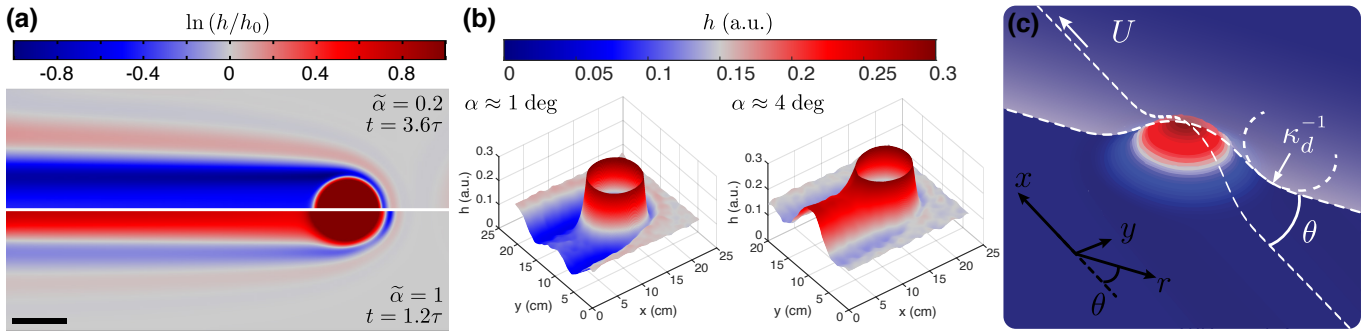 (a)
ln (h/h₀)
-0.8 -0.4 0 0.4 0.8
α̃ = 0.2
t = 3.6τ
α̃ = 1
t = 1.2τ
(b)
h (a.u.)
0 0.05 0.1 0.15 0.2 0.25 0.3
α ≈ 1 deg
h (a.u.)
0.3
0.2
0.1
0
25
20
15
10
5
0
y (cm)
0
5
10
15
20
25
x (cm)
α ≈ 4 deg
h (a.u.)
0.3
0.2
0.1
0
25
20
15
10
5
0
y (cm)
0
5
10
15
20
25
x (cm)
(c)
U
κ_d⁻¹
θ
x
y
r
θ